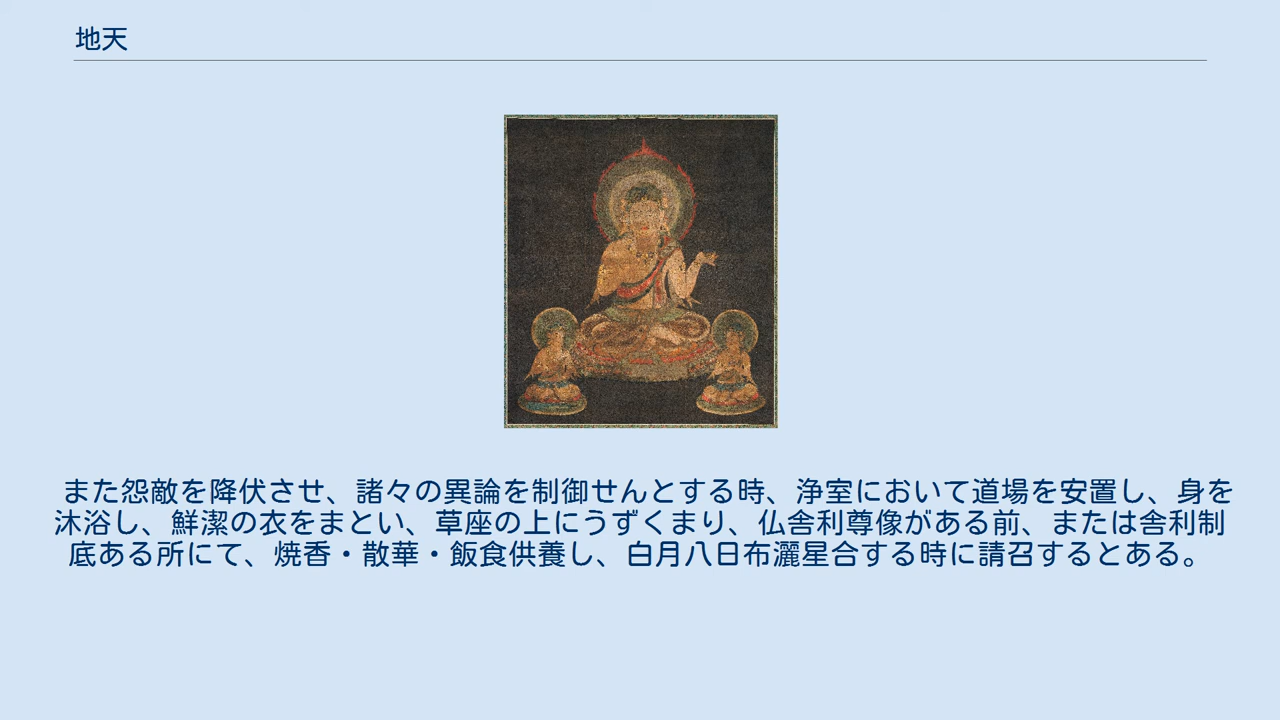 地天
また怨敵を降伏させ、諸々の異論を制御せんとする時、浄室において道場を安置し、身を
沐浴し、鮮潔の衣をまとい、草座の上にうずくまり、仏舎利尊像がある前、または舎利制
底ある所にて、焼香・散華・飯食供養し、白月八日布灑星合する時に請召するとある。